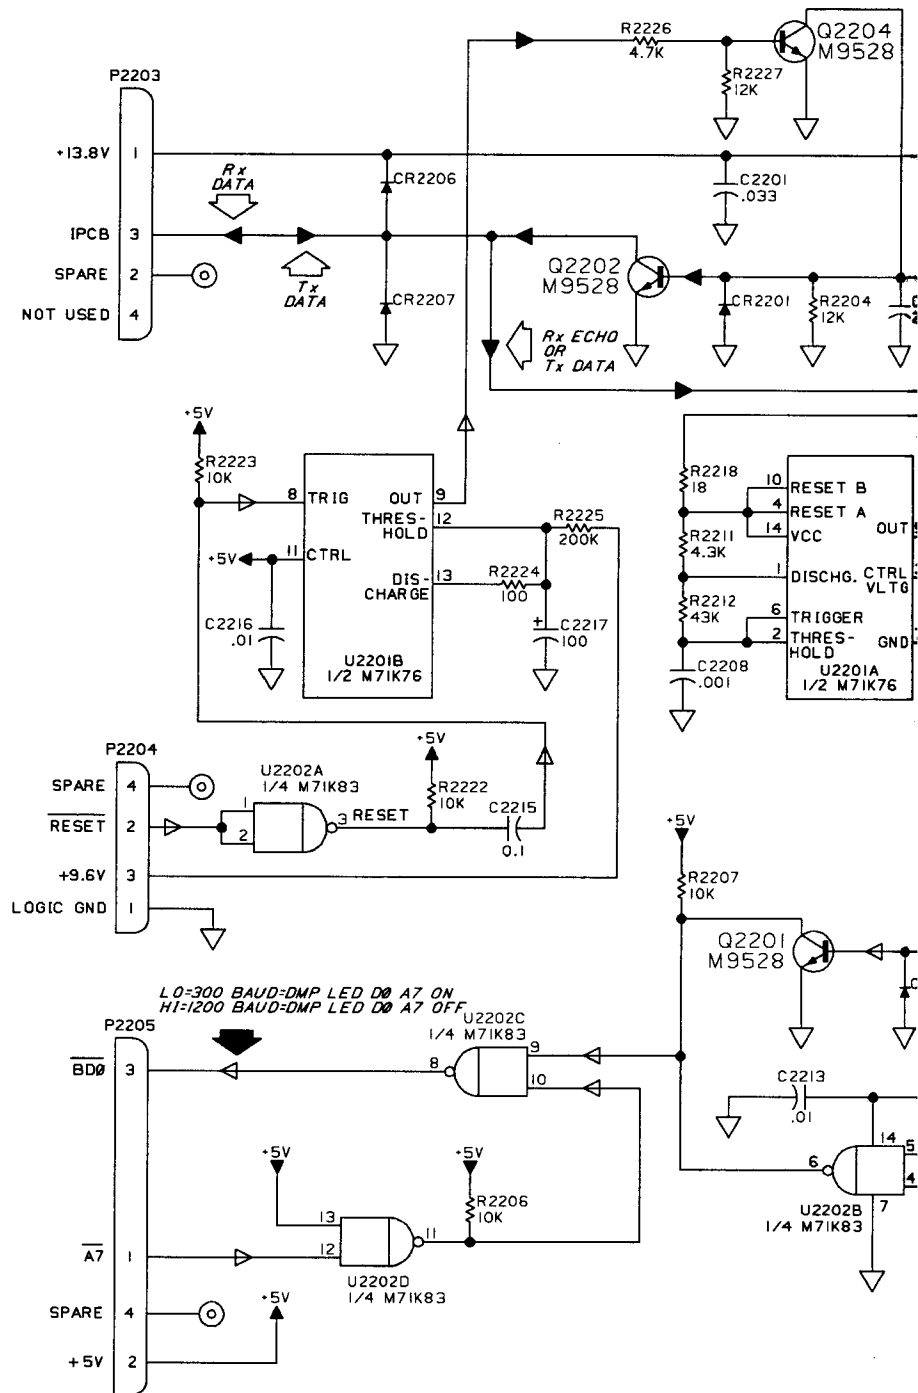 R2226
4.7K
Q2204
M9528
R2227
12K
P2203
+13.8V 1
Rx
DATA
CR2206
C2201
.033
IPCB 3
SPARE 2
Tx
DATA
NOT USED 4
CR2207
Q2202
M9528
CR2201
R2204
12K
Rx ECHO
OR
Tx DATA
+5V
R2223
10K
8 TRIG
OUT 9
THRES-
HOLD
12
R2225
200K
+5V
11 CTRL
DIS-
CHARGE
13
R2224
100
C2216
.01
+
C2217
100
U2201B
1/2 M71K76
R2218
18
10 RESET B
4 RESET A
14 VCC
OUT
R2211
4.3K
1 DISCHG.
CTRL
VLTG
R2212
43K
6 TRIGGER
2 THRES-
HOLD
GND
C2208
.001
U2201A
1/2 M71K76
P2204
SPARE 4
RESET 2
+9.6V 3
LOGIC GND 1
U2202A
1/4 M71K83
1
2
3 RESET
+5V
R2222
10K
C2215
0.1
+5V
R2207
10K
Q2201
M9528
LO=300 BAUD=DMP LED D0 A7 ON
HI=1200 BAUD=DMP LED D0 A7 OFF
P2205
BD0 3
U2202C
1/4 M71K83
8
9
10
C2213
.01
14
6
5
4
7
U2202B
1/4 M71K83
+5V
13
12
11
+5V
R2206
10K
A7 1
U2202D
1/4 M71K83
SPARE 4
+5V
+5V 2